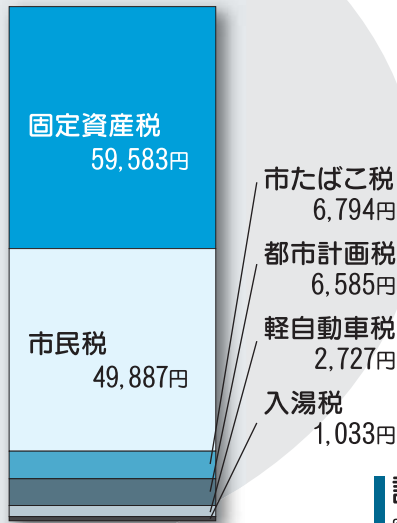 固定資産税
59,583円
市民税
49,887円
市たばこ税
6,794円
都市計画税
6,585円
軽自動車税
2,727円
入湯税
1,033円